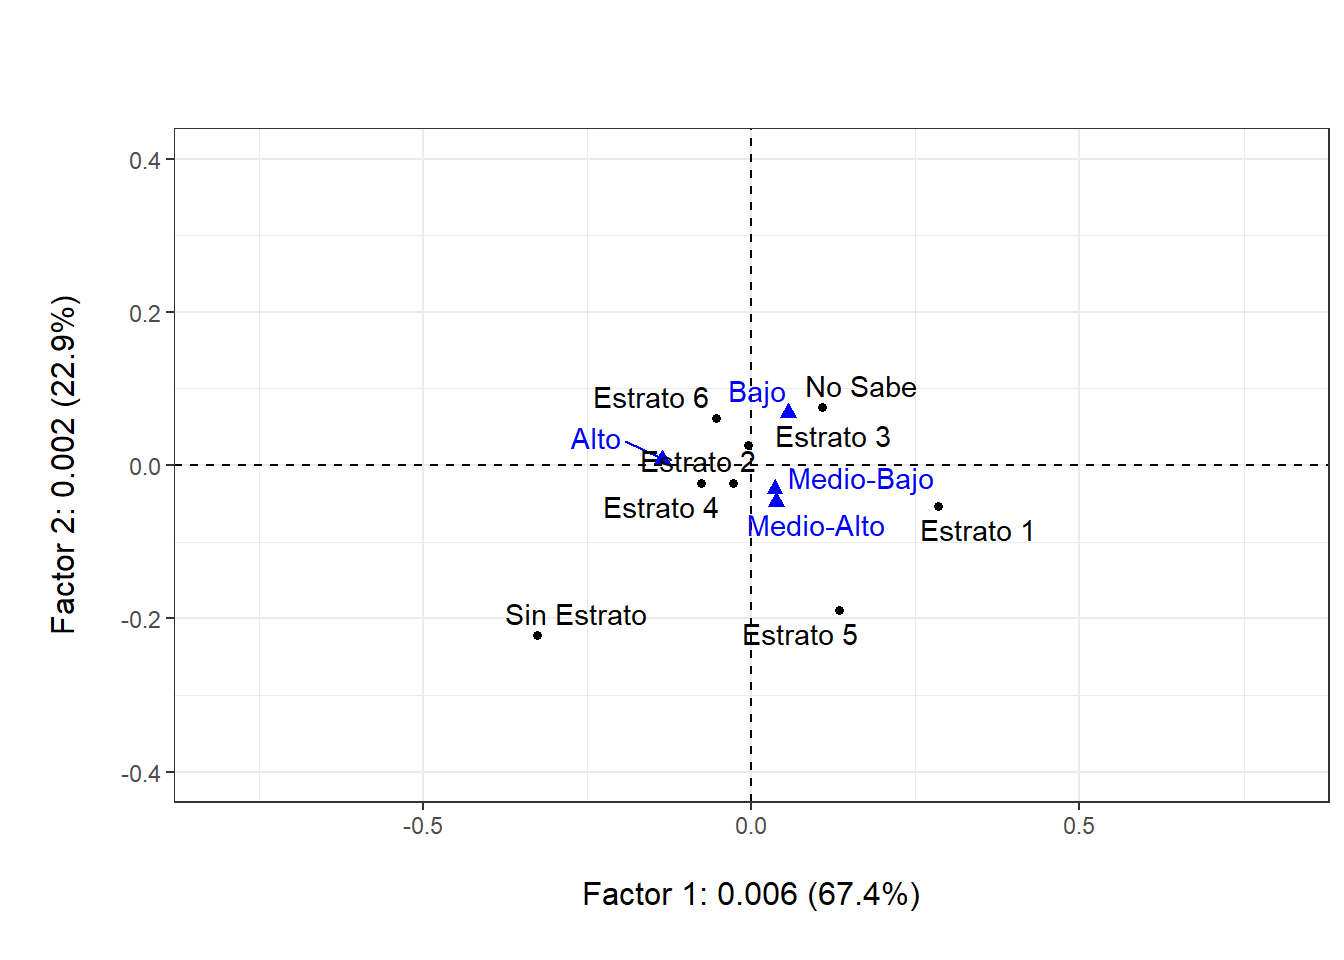 0.4
0.2
0.0
-0.2
-0.4
Factor 2: 0.002 (22.9%)
No Sabe
Bajo
Estrato 6
Estrato 3
Alto
Estrato 2
Medio-Bajo
Estrato 4
Medio-Alto
Estrato 1
Sin Estrato
Estrato 5
-0.5
0.0
0.5
Factor 1: 0.006 (67.4%)